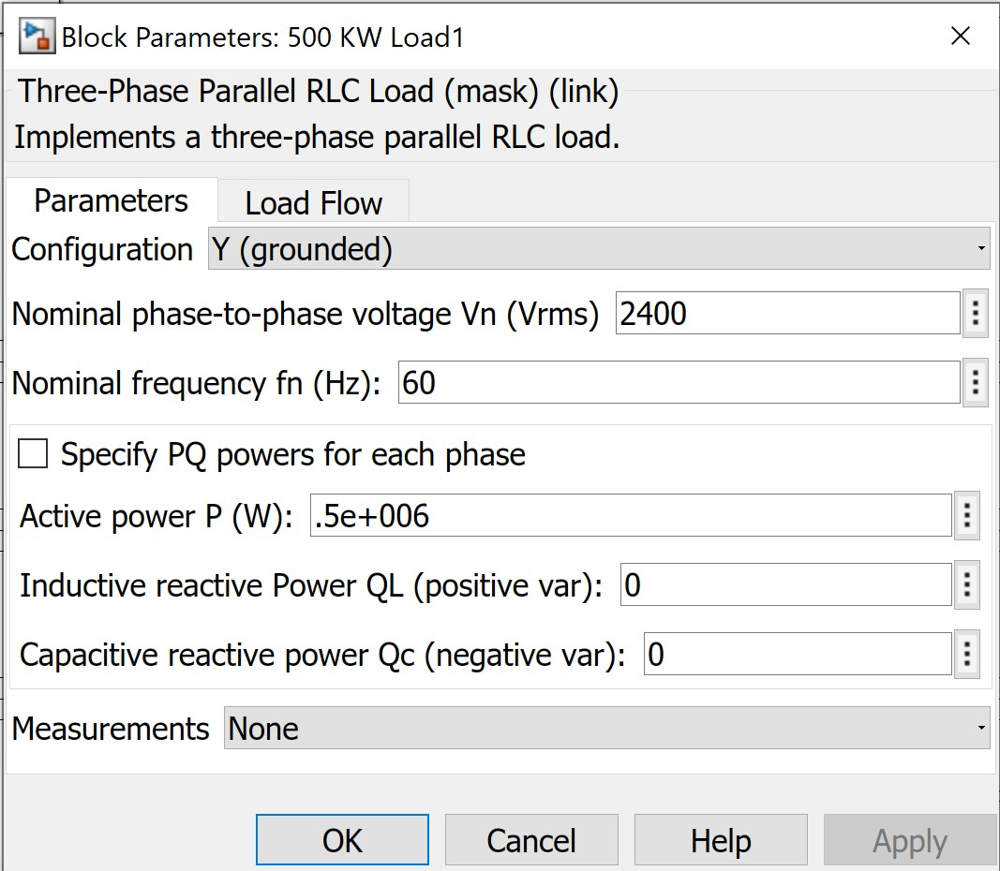 Block Parameters: 500 KW Load1
Three-Phase Parallel RLC Load (mask) (link)
Implements a three-phase parallel RLC load.
Parameters Load Flow
Configuration Y (grounded)
Nominal phase-to-phase voltage Vn (Vrms) 2400
Nominal frequency fn (Hz): 60
Specify PQ powers for each phase
Active power P (W): .5e+006
Inductive reactive Power QL (positive var): 0
Capacitive reactive power Qc (negative var): 0
Measurements None
OK Cancel Help Apply